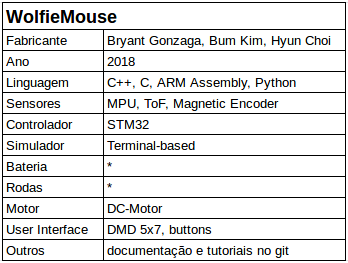 WolfieMouse
Fabricante Bryant Gonzaga, Bum Kim, Hyun Choi
Ano 2018
Linguagem C++, C, ARM Assembly, Python
Sensores MPU, ToF, Magnetic Encoder
Controlador STM32
Simulador Terminal-based
Bateria *
Rodas *
Motor DC-Motor
User Interface DMD 5x7, buttons
Outros documentação e tutoriais no git